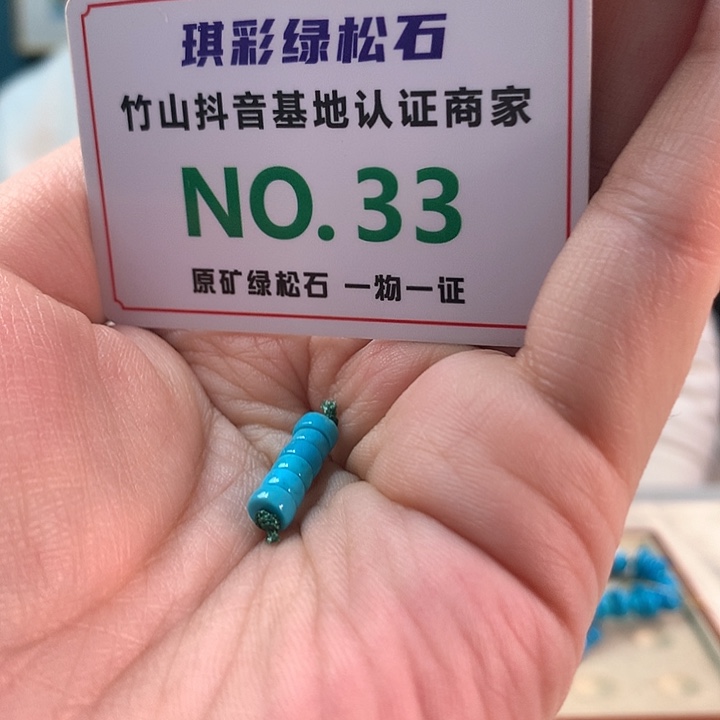 琪彩绿松石
竹山抖音基地认证商家
NO.33
原矿绿松石 一物一证